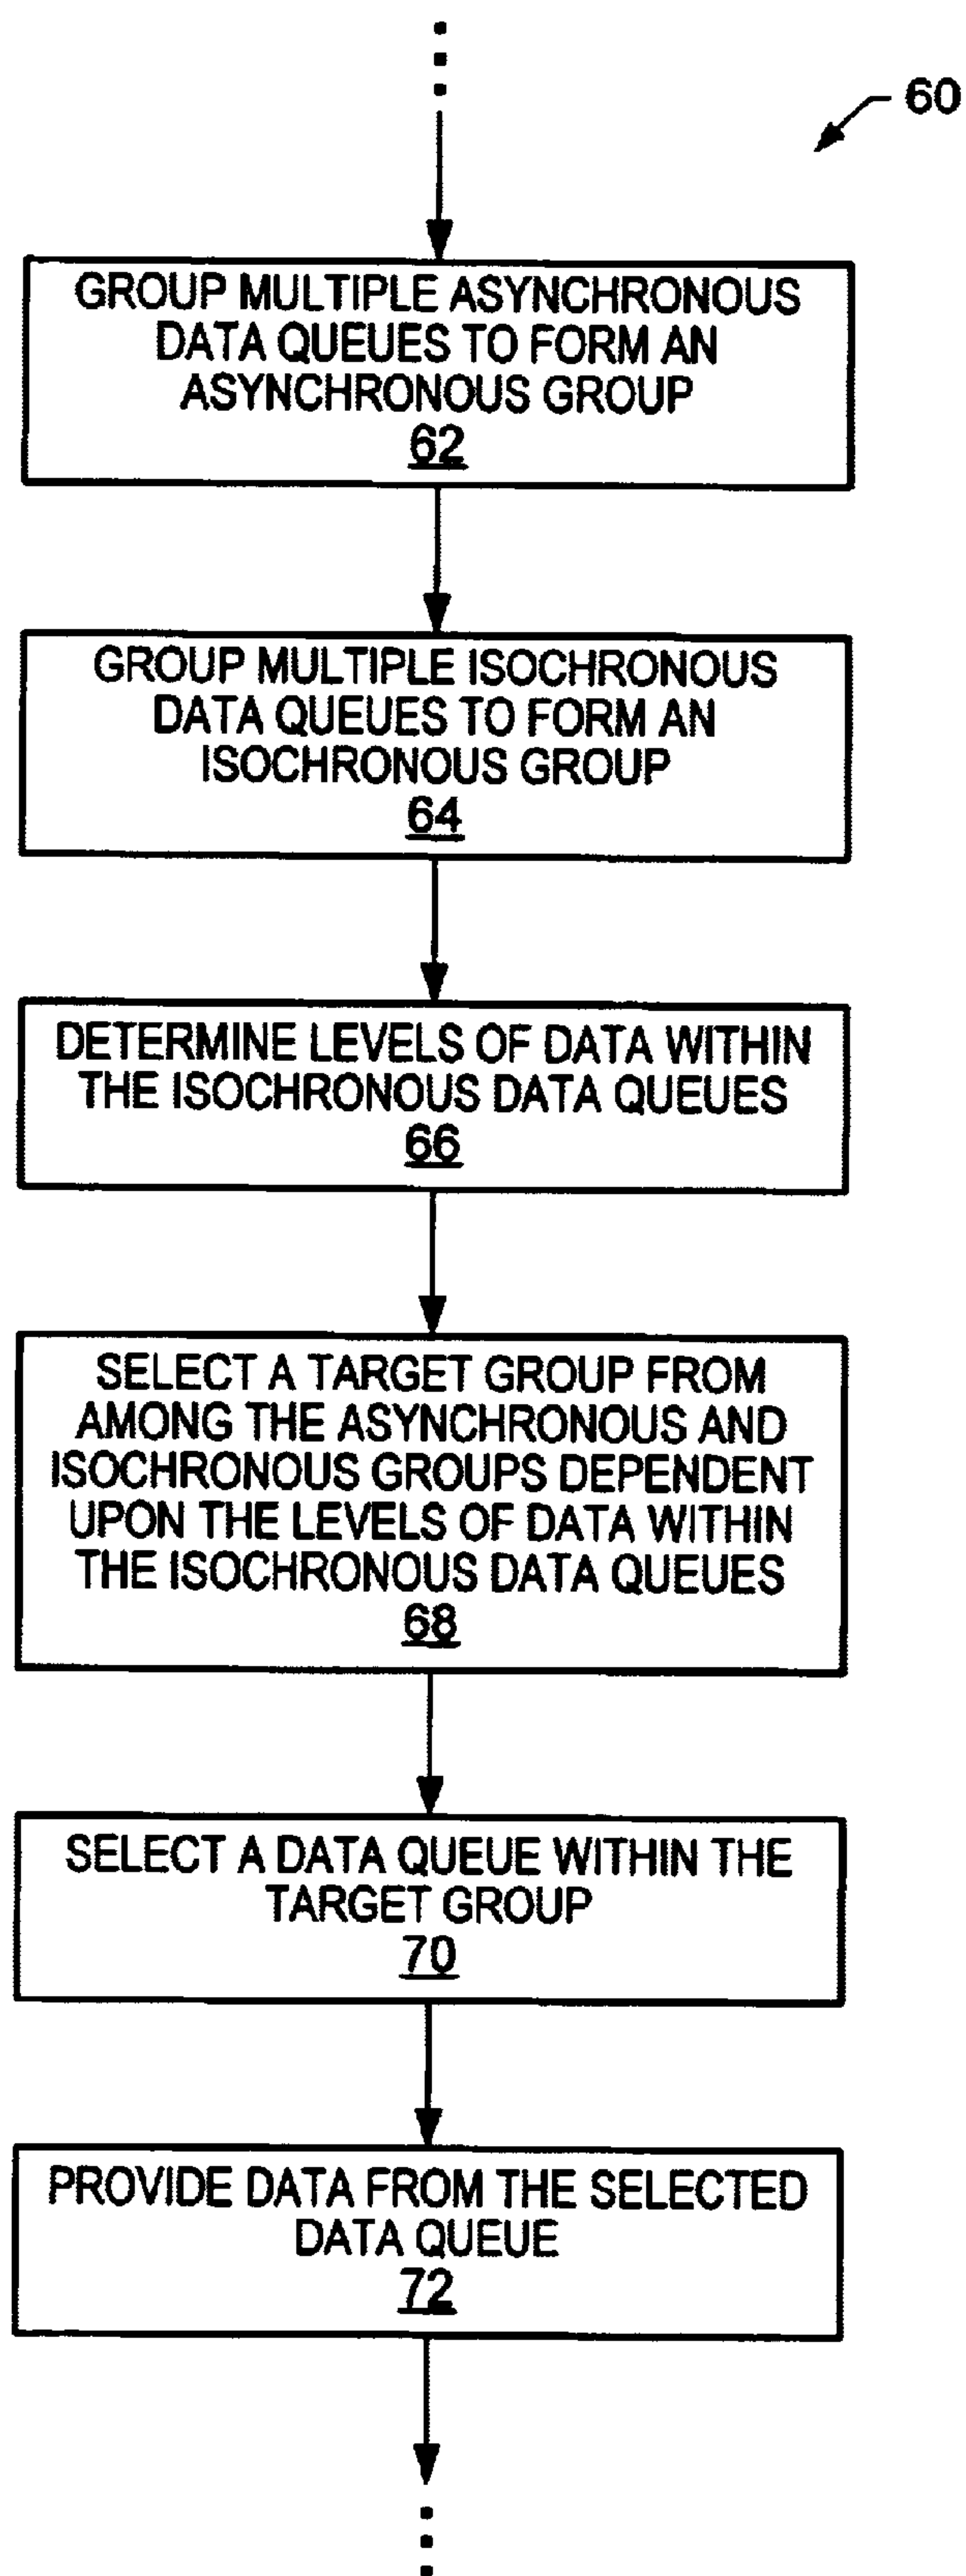 60
GROUP MULTIPLE ASYNCHRONOUS
DATA QUEUES TO FORM AN
ASYNCHRONOUS GROUP
62
GROUP MULTIPLE ISOCHRONOUS
DATA QUEUES TO FORM AN
ISOCHRONOUS GROUP
64
DETERMINE LEVELS OF DATA WITHIN
THE ISOCHRONOUS DATA QUEUES
66
SELECT A TARGET GROUP FROM
AMONG THE ASYNCHRONOUS AND
ISOCHRONOUS GROUPS DEPENDENT
UPON THE LEVELS OF DATA WITHIN
THE ISOCHRONOUS DATA QUEUES
68
SELECT A DATA QUEUE WITHIN THE
TARGET GROUP
70
PROVIDE DATA FROM THE SELECTED
DATA QUEUE
72